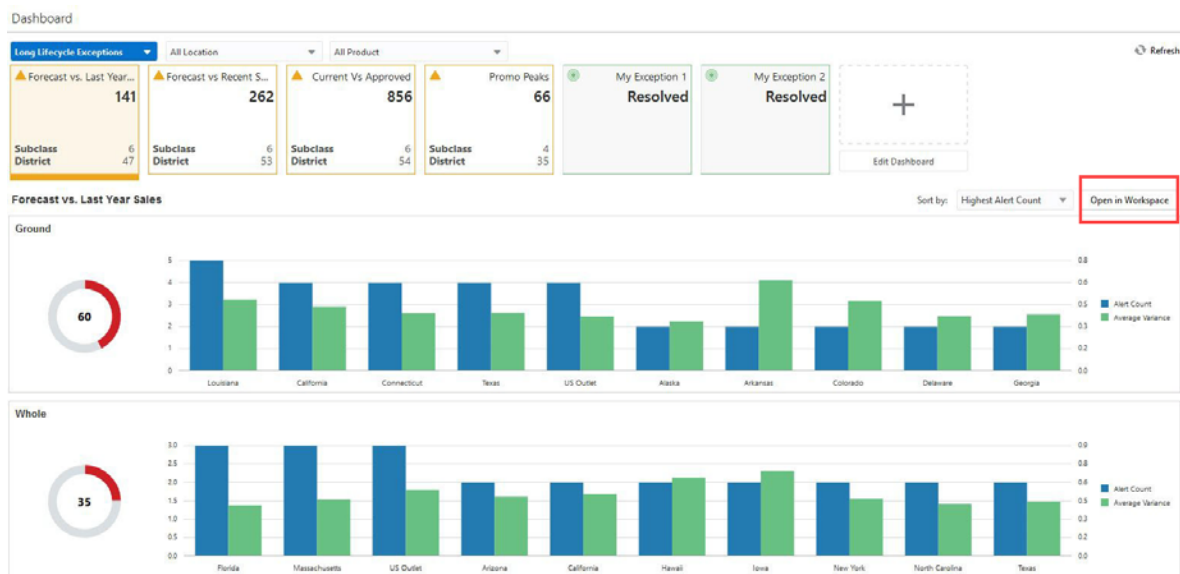 Dashboard
Long Lifecycle Exceptions All Location All Product Refresh
Forecast vs. Last Year... Forecast vs Recent S... Current Vs Approved Promo Peaks My Exception 1 My Exception 2
141 262 856 66 Resolved Resolved
Subclass 6 Subclass 6 Subclass 6 Subclass 4
District 47 District 53 District 54 District 35 Edit Dashboard
Forecast vs. Last Year Sales Sort by: Highest Alert Count Open in Workspace
Ground
60
5 0.8
4 0.6
3 0.5
2 0.3
1 0.2
0 0.0
Alert Count
Average Variance
Louisiana California Connecticut Texas US Outlet Alaska Arkansas Colorado Delaware Georgia
Whole
35
3.0 0.9
2.5 0.8
2.0 0.6
1.5 0.5
1.0 0.3
0.5 0.2
0.0 0.0
Alert Count
Average Variance
Florida Massachusetts US Outlet Arizona California Hawaii Iowa New York North Carolina Texas